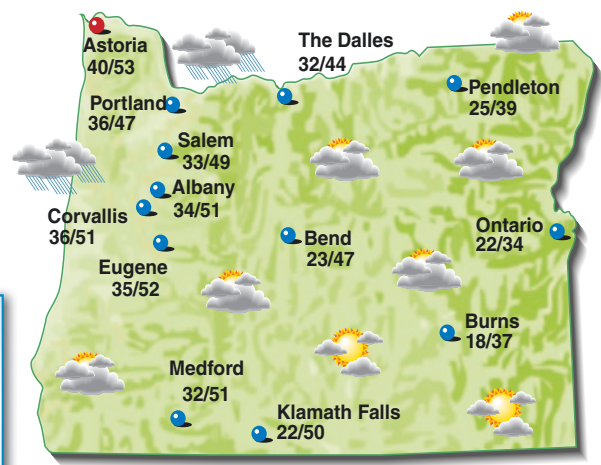 Astoria
40/53
The Dalles
32/44
Pendleton
25/39
Portland
36/47
Salem
33/49
Albany
34/51
Corvallis
36/51
Eugene
35/52
Bend
23/47
Ontario
22/34
Burns
18/37
Medford
32/51
Klamath Falls
22/50